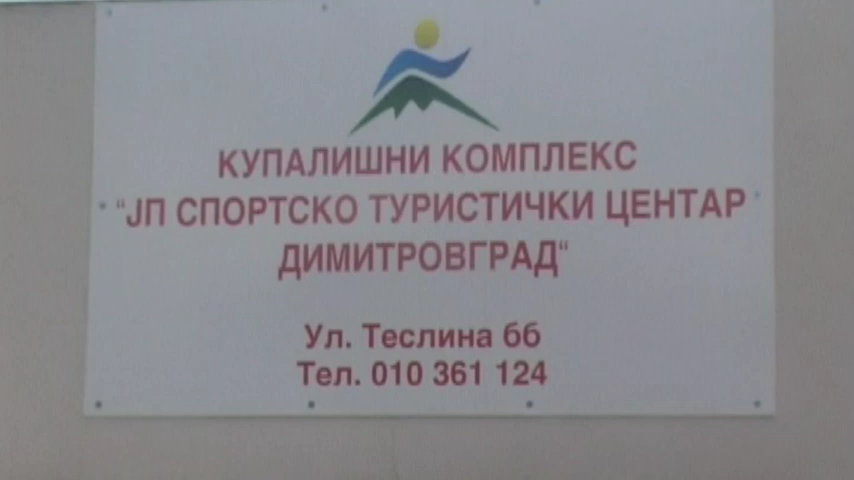 КУПАЛИШНИ КОМПЛЕКС
“ЈП СПОРТСКО ТУРИСТИЧКИ ЦЕНТАР
ДИМИТРОВГРАД“
Ул. Теслина бб
Тел. 010 361 124